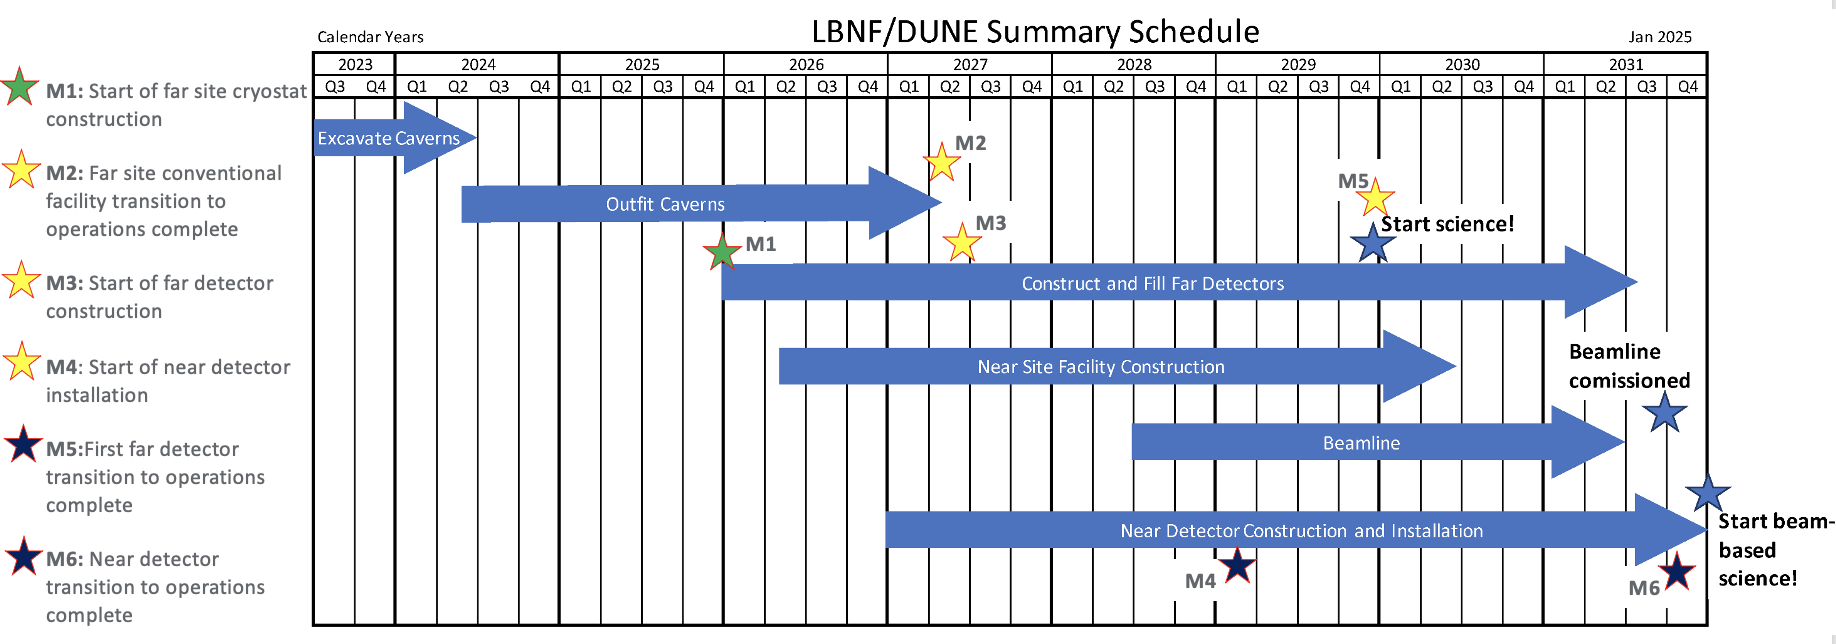 LBNF/DUNE Summary Schedule
Calendar Years
Jan 2025
2023 2024 2025 2026 2027 2028 2029 2030 2031
Q3 Q4 Q1 Q2 Q3 Q4 Q1 Q2 Q3 Q4 Q1 Q2 Q3 Q4 Q1 Q2 Q3 Q4 Q1 Q2 Q3 Q4 Q1 Q2 Q3 Q4 Q1 Q2 Q3 Q4 Q1 Q2 Q3 Q4
M1: Start of far site cryostat
construction
M2: Far site conventional
facility transition to
operations complete
M3: Start of far detector
construction
M4: Start of near detector
installation
M5:First far detector
transition to operations
complete
M6: Near detector
transition to operations
complete
Excavate Caverns
M2
M5
Outfit Caverns
M3
Start science!
M1
Construct and Fill Far Detectors
Near Site Facility Construction
Beamline
comissioned
Beamline
Near Detector Construction and Installation
Start beam-
based
science!
M4
M6